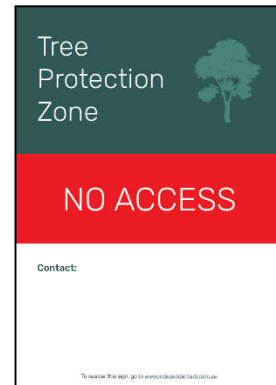 Tree
Protection
Zone
NO ACCESS
Contact:
To reorder this sign, go to